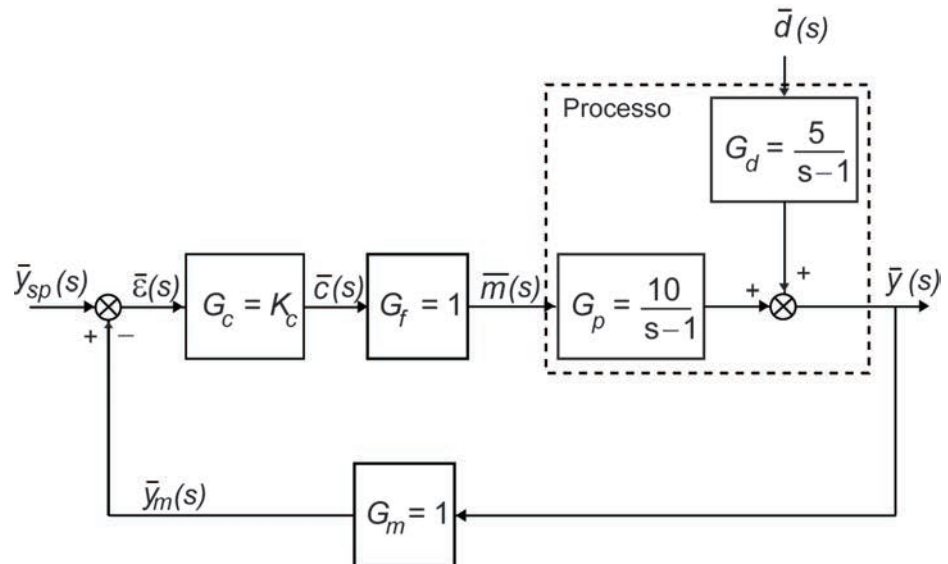 d̄(s)
Processo
G_d = 5/(s−1)
ȳ_sp(s)
ε̄(s)
G_c = K_c
c̄(s)
G_f = 1
m̄(s)
G_p = 10/(s−1)
+
+
ȳ(s)
+
−
ȳ_m(s)
G_m = 1